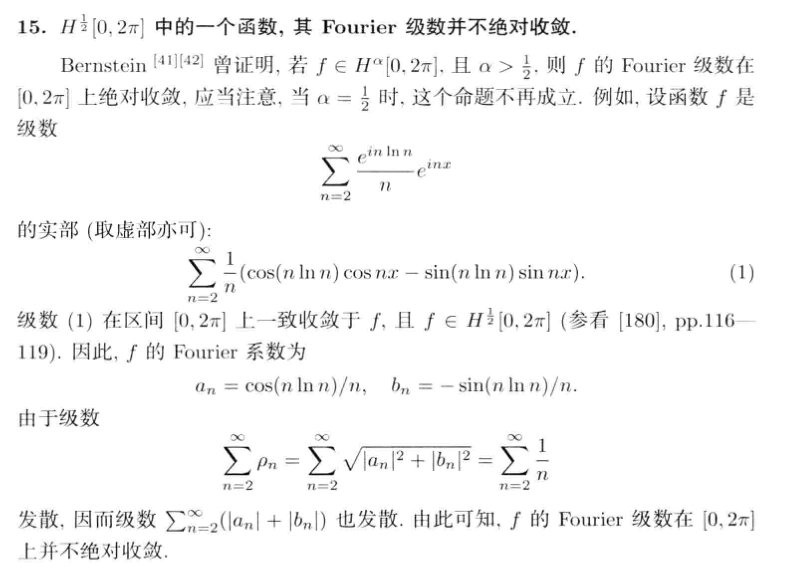 15. $H^{\frac{1}{2}}[0, 2\pi]$ 中的一个函数, 其 Fourier 级数并不绝对收敛.
Bernstein $^{[41][42]}$ 曾证明, 若 $f \in H^{\alpha}[0, 2\pi]$, 且 $\alpha > \frac{1}{2}$, 则 $f$ 的 Fourier 级数在
$[0, 2\pi]$ 上绝对收敛, 应当注意, 当 $\alpha = \frac{1}{2}$ 时, 这个命题不再成立. 例如, 设函数 $f$ 是
级数
$$\sum_{n=2}^{\infty} \frac{e^{in \ln n}}{n} e^{inx}$$
的实部 (取虚部亦可):
$$\sum_{n=2}^{\infty} \frac{1}{n} (\cos(n \ln n) \cos nx - \sin(n \ln n) \sin nx). \quad (1)$$
级数 (1) 在区间 $[0, 2\pi]$ 上一致收敛于 $f$, 且 $f \in H^{\frac{1}{2}}[0, 2\pi]$ (参看 [180], pp.116—
119). 因此, $f$ 的 Fourier 系数为
$$a_n = \cos(n \ln n)/n, \quad b_n = -\sin(n \ln n)/n.$$
由于级数
$$\sum_{n=2}^{\infty} \rho_n = \sum_{n=2}^{\infty} \sqrt{|a_n|^2 + |b_n|^2} = \sum_{n=2}^{\infty} \frac{1}{n}$$
发散, 因而级数 $\sum_{n=2}^{\infty} (|a_n| + |b_n|)$ 也发散. 由此可知, $f$ 的 Fourier 级数在 $[0, 2\pi]$
上并不绝对收敛.